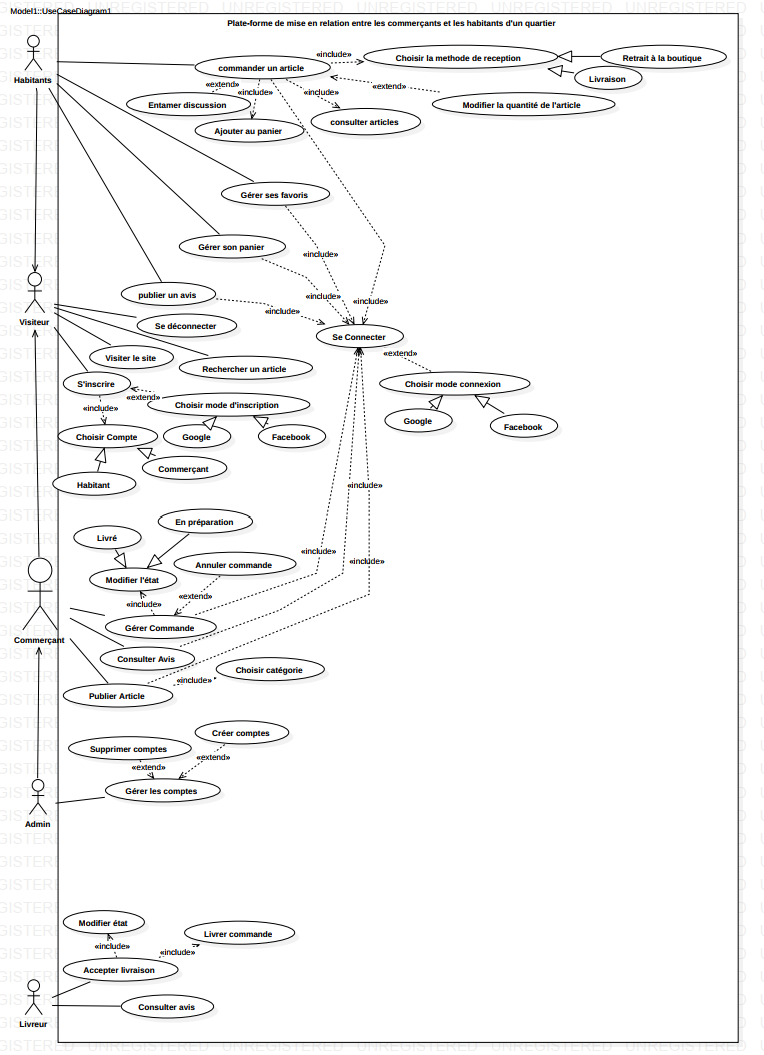 Model1::UseCaseDiagram1
Plate-forme de mise en relation entre les commerçants et les habitants d'un quartier
«include»
commander un article
Choisir la methode de reception
Retrait à la boutique
Livraison
Habitants
«extend»
«include»
«include»
«extend»
Entamer discussion
Modifier la quantité de l'article
Ajouter au panier
consulter articles
Gérer ses favoris
Gérer son panier
«include»
publier un avis
«include»
«include»
«include»
Visiteur
Se déconnecter
Se Connecter
Visiter le site
«extend»
Rechercher un article
S'inscrire
Choisir mode connexion
«extend»
«include»
Choisir mode d'inscription
Google
Facebook
Choisir Compte
Google
Facebook
Commerçant
Habitant
«include»
En préparation
Livré
«include»
«include»
Annuler commande
Modifier l'état
«extend»
«include»
Gérer Commande
Commerçant
Consulter Avis
Choisir catégorie
«include»
Publier Article
Créer comptes
Supprimer comptes
«extend»
«extend»
Gérer les comptes
Admin
Modifier état
Livrer commande
«include»
«include»
Accepter livraison
Consulter avis
Livreur
UNREGISTERED UNREGISTERED UNREGISTERED UNREGISTERED UNREGISTERED